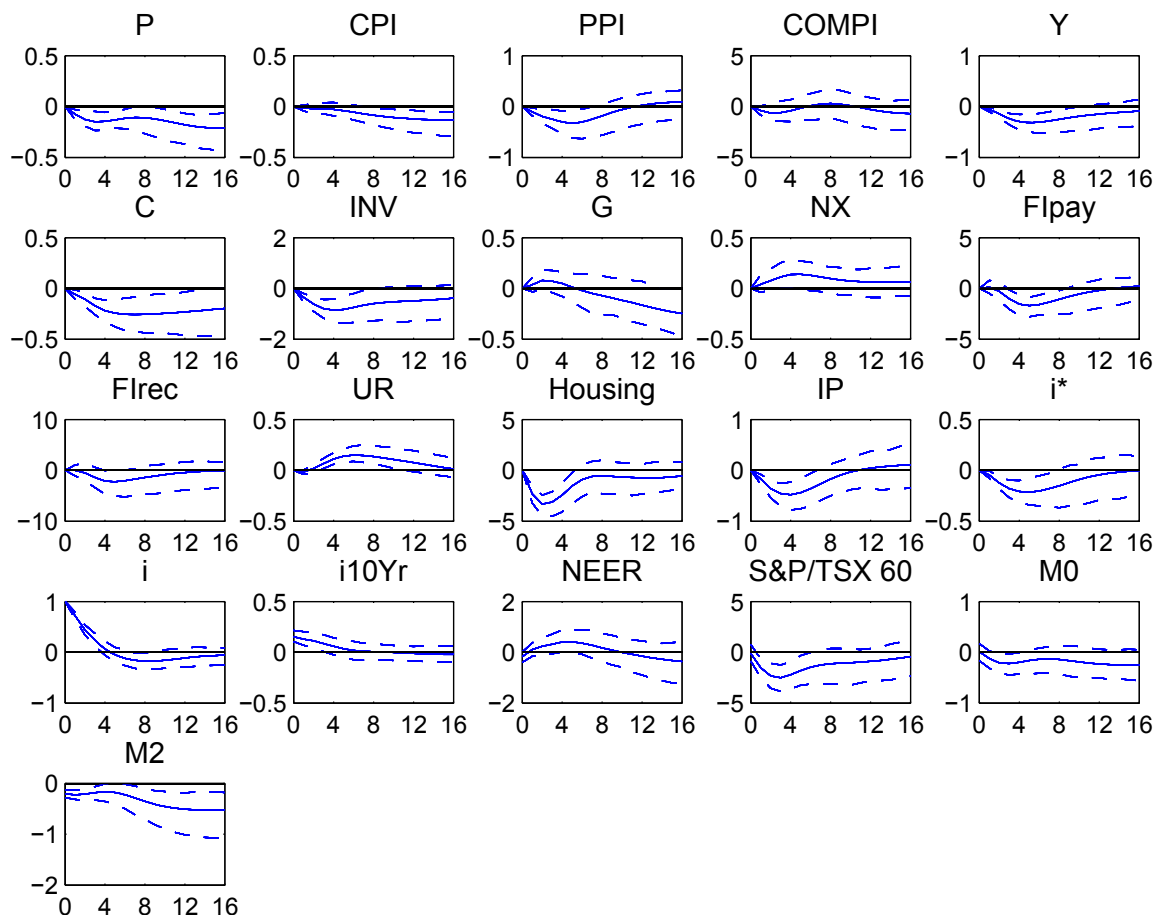 P CPI PPI COMPI Y
0.5 0.5 1 5 1
0 0 0 0 0
−0.5 −0.5 −1 −5 −1
0 4 8 12 16 0 4 8 12 16 0 4 8 12 16 0 4 8 12 16 0 4 8 12 16
C INV G NX FIpay
0.5 2 0.5 0.5 5
0 0 0 0 0
−0.5 −2 −0.5 −0.5 −5
0 4 8 12 16 0 4 8 12 16 0 4 8 12 16 0 4 8 12 16 0 4 8 12 16
FIrec UR Housing IP i*
10 0.5 5 1 0.5
0 0 0 0 0
−10 −0.5 −5 −1 −0.5
0 4 8 12 16 0 4 8 12 16 0 4 8 12 16 0 4 8 12 16 0 4 8 12 16
i i10Yr NEER S&P/TSX 60 M0
1 0.5 2 5 1
0 0 0 0 0
−1 −0.5 −2 −5 −1
0 4 8 12 16 0 4 8 12 16 0 4 8 12 16 0 4 8 12 16 0 4 8 12 16
M2
0
−1
−2
0 4 8 12 16